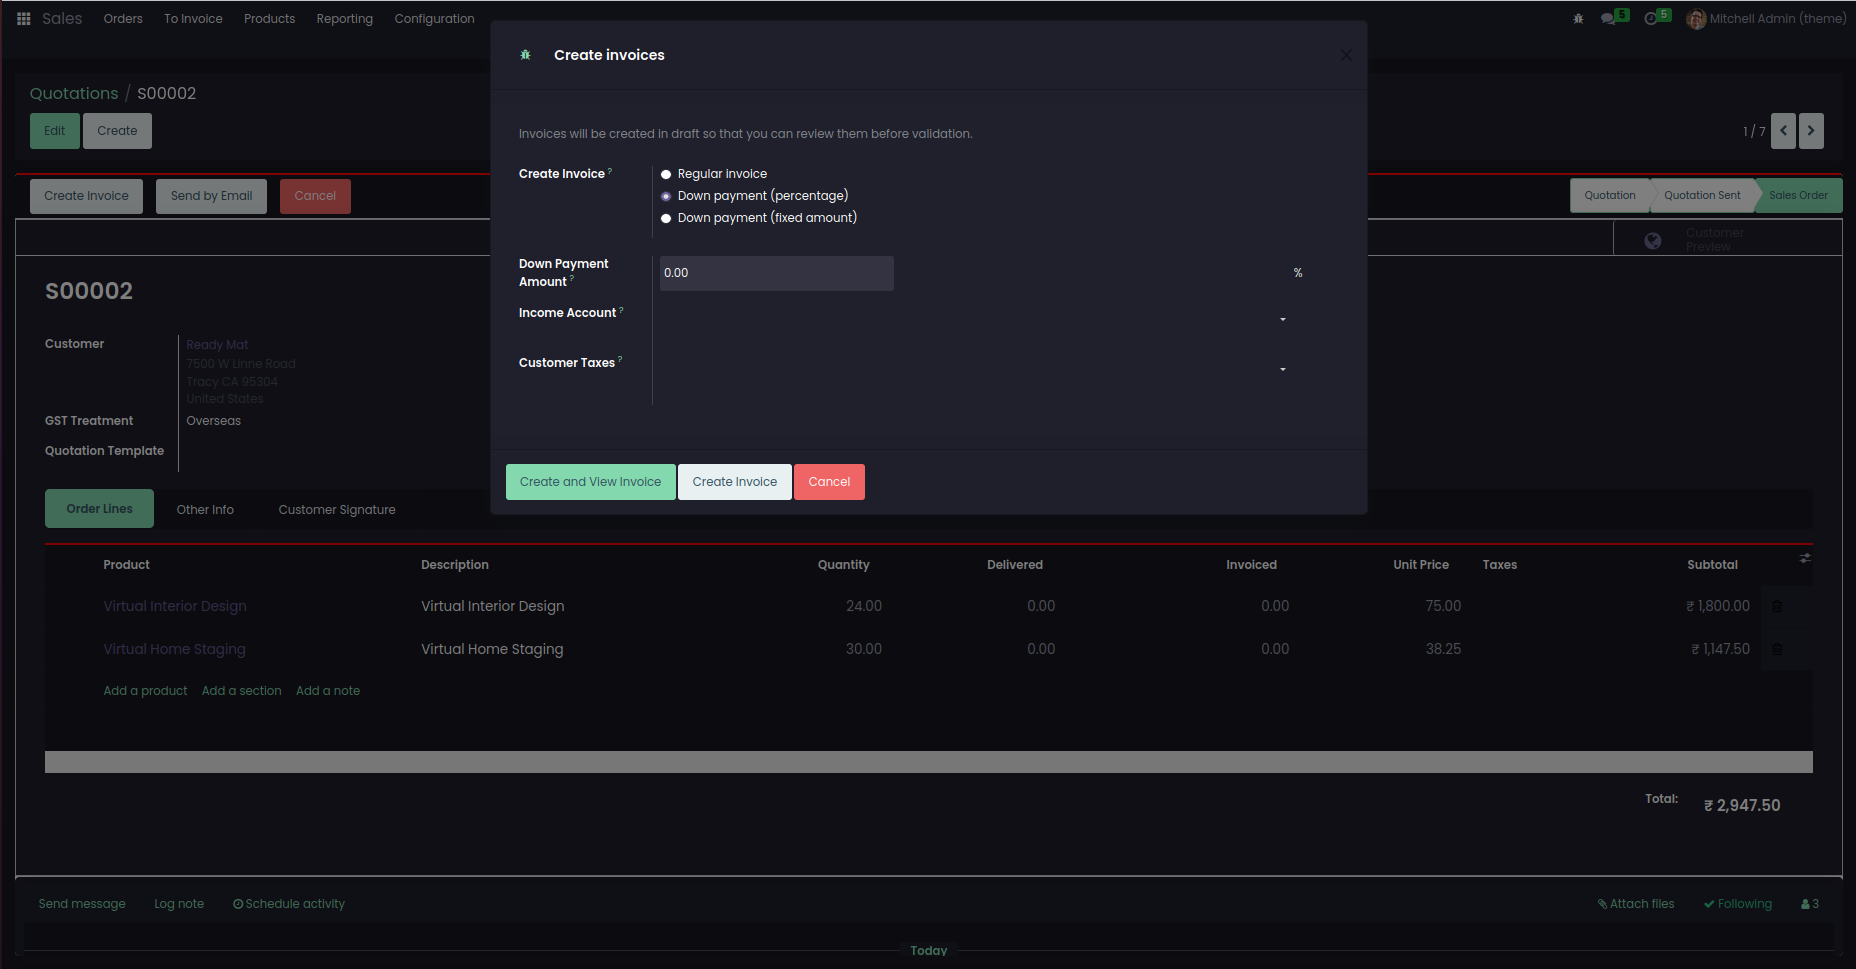 Sales Orders To Invoice Products Reporting Configuration
5 5 Mitchell Admin (theme)
Create invoices
Quotations / S00002
Edit Create
1 / 7
Invoices will be created in draft so that you can review them before validation.
Create Invoice ?
Regular invoice
Down payment (percentage)
Down payment (fixed amount)
Create Invoice Send by Email Cancel
Quotation Quotation Sent Sales Order
Customer
Preview
Down Payment
Amount ?
0.00 %
Income Account ?
Customer Taxes ?
S00002
Customer
Ready Mat
7500 W Linne Road
Tracy CA 95304
United States
GST Treatment Overseas
Quotation Template
Create and View Invoice Create Invoice Cancel
Order Lines Other Info Customer Signature
Product Description Quantity Delivered Invoiced Unit Price Taxes Subtotal
Virtual Interior Design Virtual Interior Design 24.00 0.00 0.00 75.00 ₹ 1,800.00
Virtual Home Staging Virtual Home Staging 30.00 0.00 0.00 38.25 ₹ 1,147.50
Add a product Add a section Add a note
Total: ₹ 2,947.50
Send message Log note Schedule activity
Attach files Following 3
Today